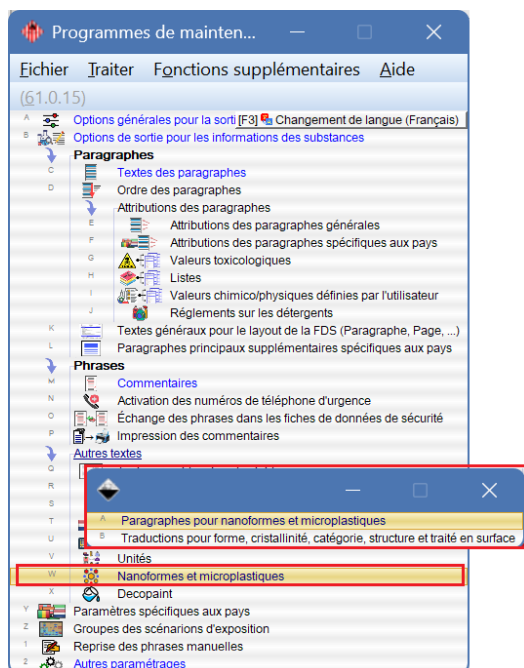 Programmes de mainten...
Fichier Traiter Fonctions supplémentaires Aide
(61.0.15)
A Options générales pour la sorti [F3] Changement de langue (Français)
B Options de sortie pour les informations des substances
Paragraphes
C Textes des paragraphes
D Ordre des paragraphes
Attributions des paragraphes
E Attributions des paragraphes générales
F Attributions des paragraphes spécifiques aux pays
G Valeurs toxicologiques
H Listes
I Valeurs chimico/physiques définies par l'utilisateur
J Réglements sur les détergents
K Textes généraux pour le layout de la FDS (Paragraphe, Page, ...)
L Paragraphes principaux supplémentaires spécifiques aux pays
Phrases
M Commentaires
N Activation des numéros de téléphone d'urgence
O Échange des phrases dans les fiches de données de sécurité
P Impression des commentaires
Autres textes
Q
R
S
T
A Paragraphes pour nanoformes et microplastiques
U
B Traductions pour forme, cristallinité, catégorie, structure et traité en surface
V Unités
W Nanoformes et microplastiques
X Decopaint
Y Paramètres spécifiques aux pays
Z Groupes des scénarions d'exposition
1 Reprise des phrases manuelles
2 Autres paramétrages